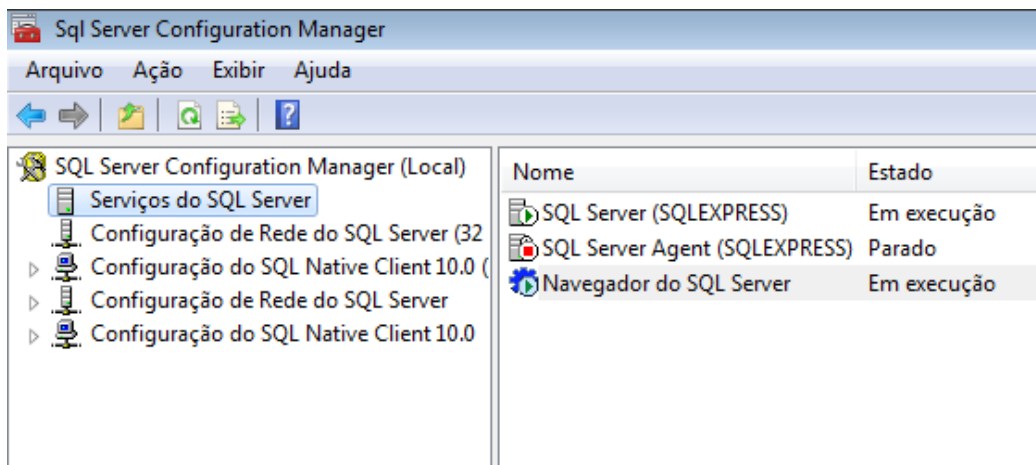 Sql Server Configuration Manager
Arquivo Ação Exibir Ajuda
SQL Server Configuration Manager (Local)
Serviços do SQL Server
Configuração de Rede do SQL Server (32
Configuração do SQL Native Client 10.0 (
Configuração de Rede do SQL Server
Configuração do SQL Native Client 10.0
Nome Estado
SQL Server (SQLEXPRESS) Em execução
SQL Server Agent (SQLEXPRESS) Parado
Navegador do SQL Server Em execução